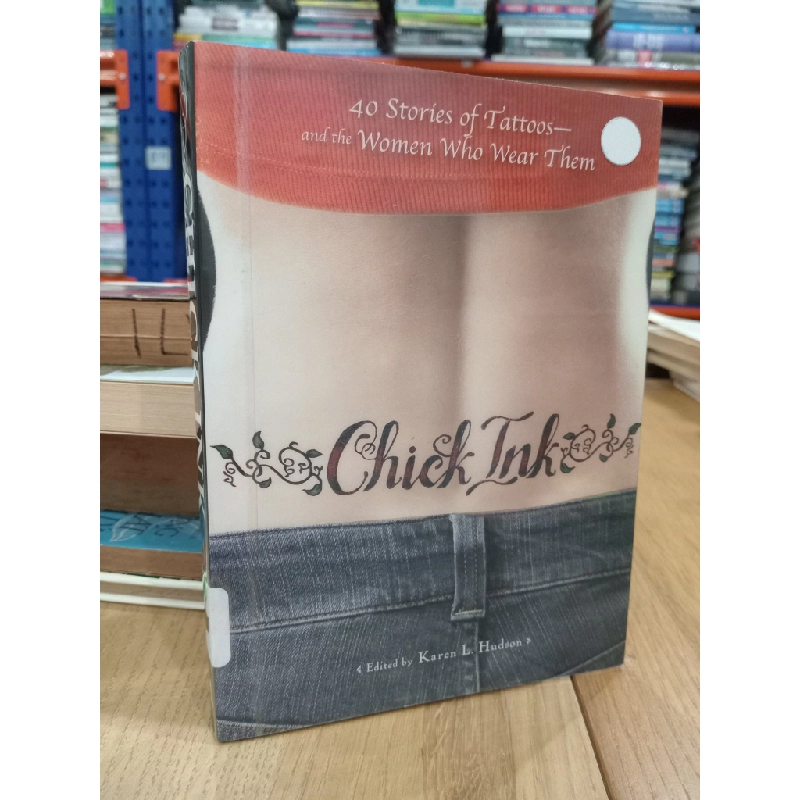 40 Stories of Tattoos—
and the Women Who Wear Them
Chick Ink
Edited by Karen L. Hudson